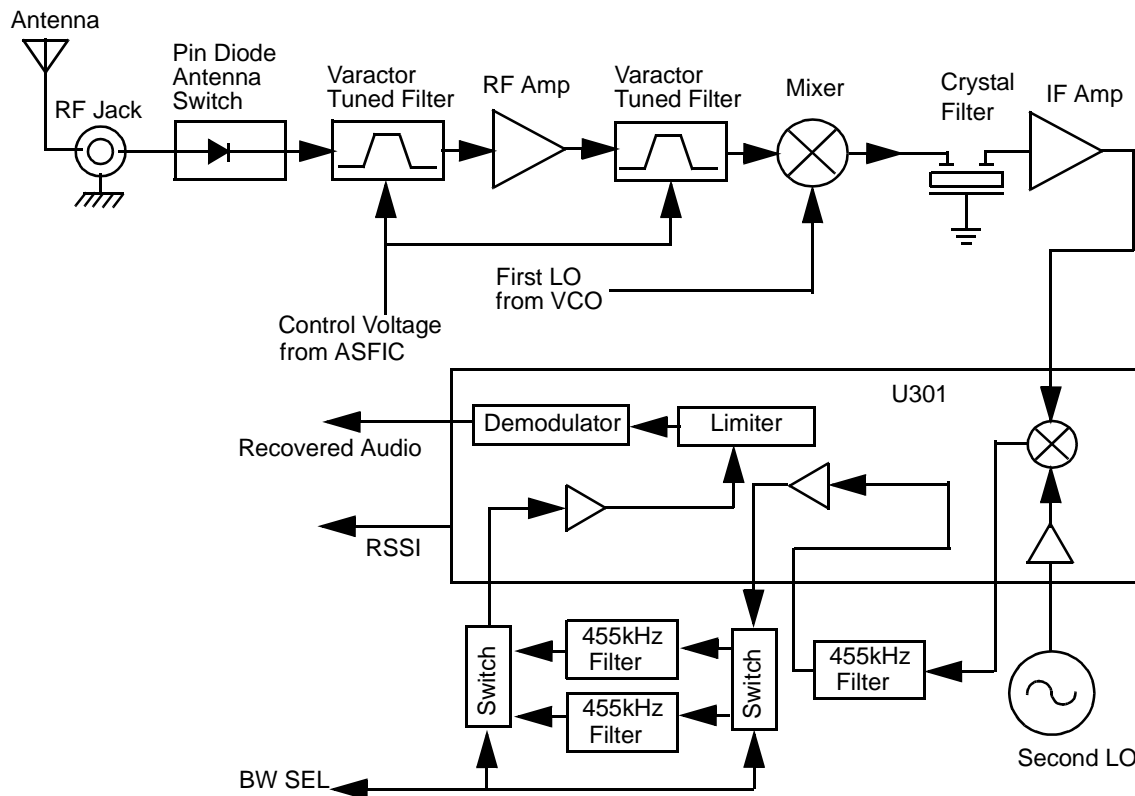 Antenna
RF Jack
Pin Diode
Antenna
Switch
Varactor
Tuned Filter
RF Amp
Varactor
Tuned Filter
Mixer
Crystal
Filter
IF Amp
First LO
from VCO
Control Voltage
from ASFIC
U301
Demodulator
Limiter
Recovered Audio
RSSI
Switch
455kHz
Filter
455kHz
Filter
Switch
455kHz
Filter
Second LO
BW SEL